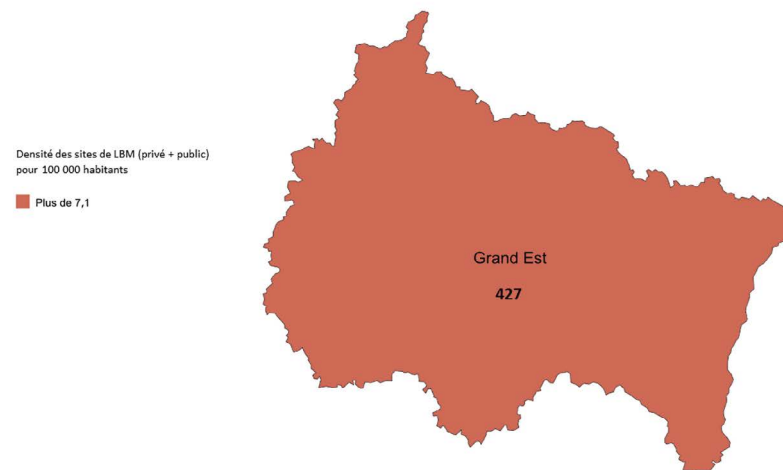 Densité des sites de LBM (privé + public)
pour 100 000 habitants
Plus de 7,1
Grand Est
427